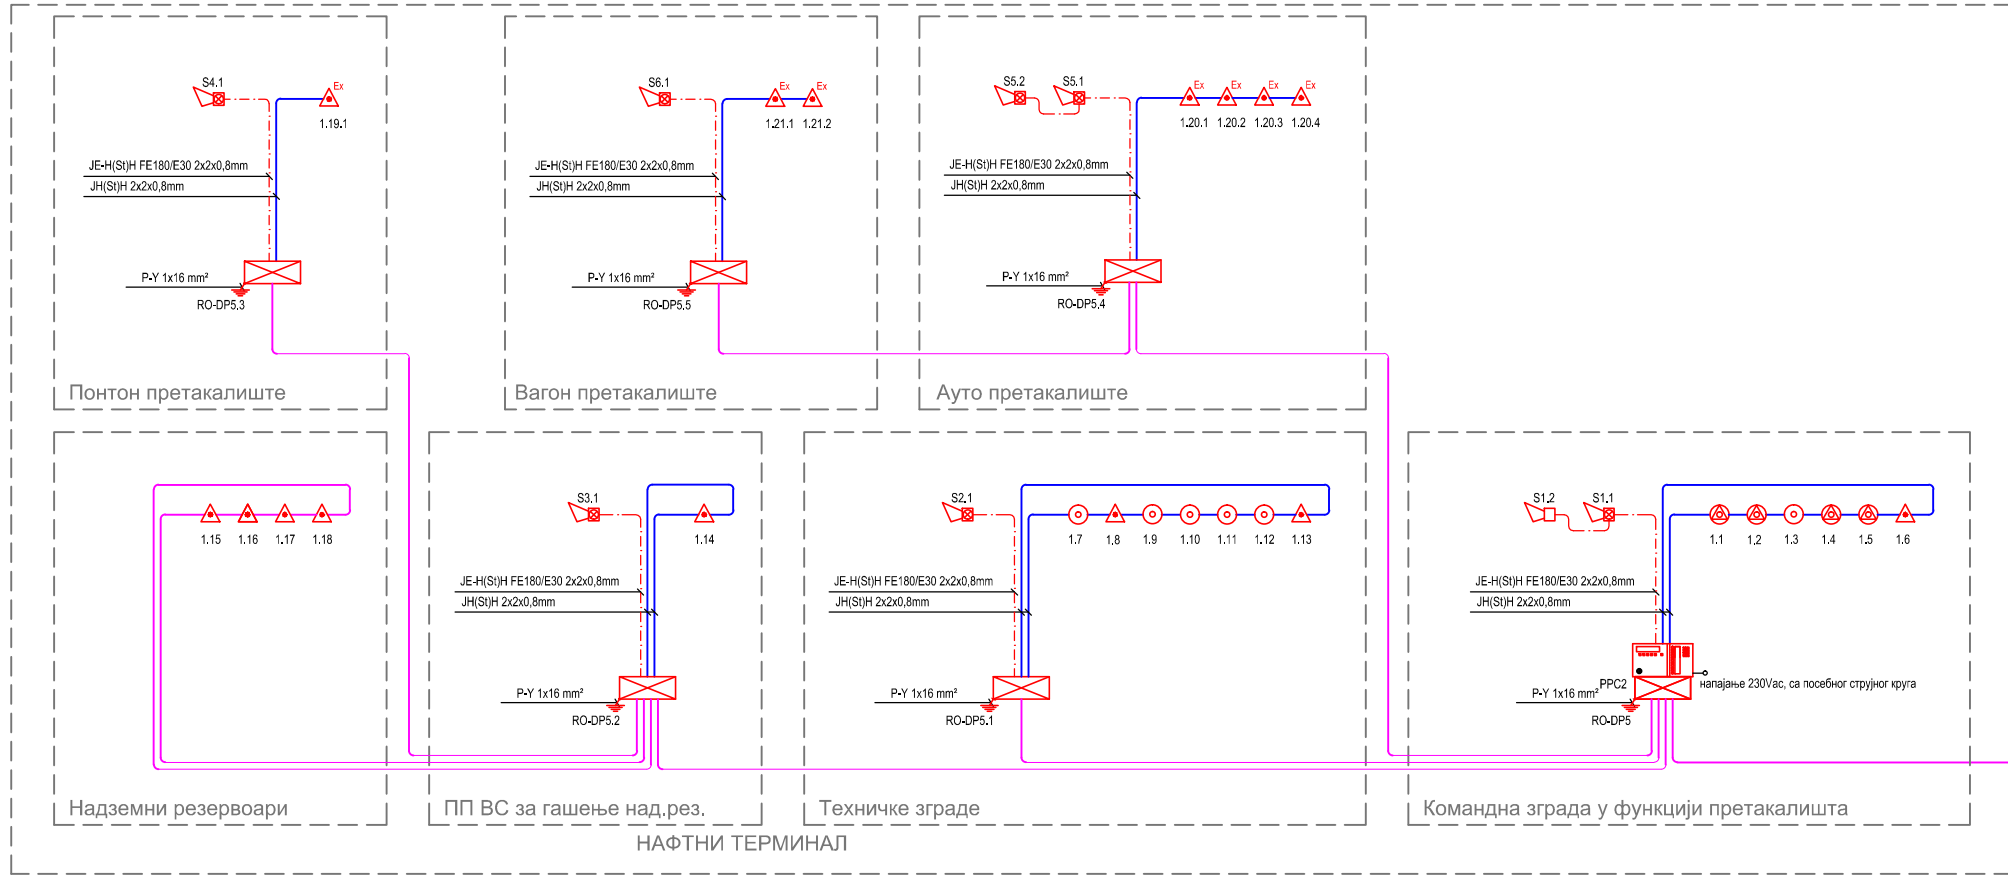 S4.1
Ex
1.19.1
JE-H(St)H FE180/E30 2x2x0,8mm
JH(St)H 2x2x0,8mm
P-Y 1x16 mm²
RO-DP5.3
Понтон претакалиште
S6.1
Ex Ex
1.21.1 1.21.2
JE-H(St)H FE180/E30 2x2x0,8mm
JH(St)H 2x2x0,8mm
P-Y 1x16 mm²
RO-DP5.5
Вагон претакалиште
S5.2 S5.1
Ex Ex Ex Ex
1.20.1 1.20.2 1.20.3 1.20.4
JE-H(St)H FE180/E30 2x2x0,8mm
JH(St)H 2x2x0,8mm
P-Y 1x16 mm²
RO-DP5.4
Ауто претакалиште
1.15 1.16 1.17 1.18
Надземни резервоари
S3.1
1.14
JE-H(St)H FE180/E30 2x2x0,8mm
JH(St)H 2x2x0,8mm
P-Y 1x16 mm²
RO-DP5.2
ПП ВС за гашење над.рез.
S2.1
1.7 1.8 1.9 1.10 1.11 1.12 1.13
JE-H(St)H FE180/E30 2x2x0,8mm
JH(St)H 2x2x0,8mm
P-Y 1x16 mm²
RO-DP5.1
Техничке зграде
S1.2 S1.1
1.1 1.2 1.3 1.4 1.5 1.6
JE-H(St)H FE180/E30 2x2x0,8mm
JH(St)H 2x2x0,8mm
PPC2
напајање 230Vac, са посебног струјног круга
P-Y 1x16 mm²
RO-DP5
Командна зграда у функцији претакалишта
НАФТНИ ТЕРМИНАЛ